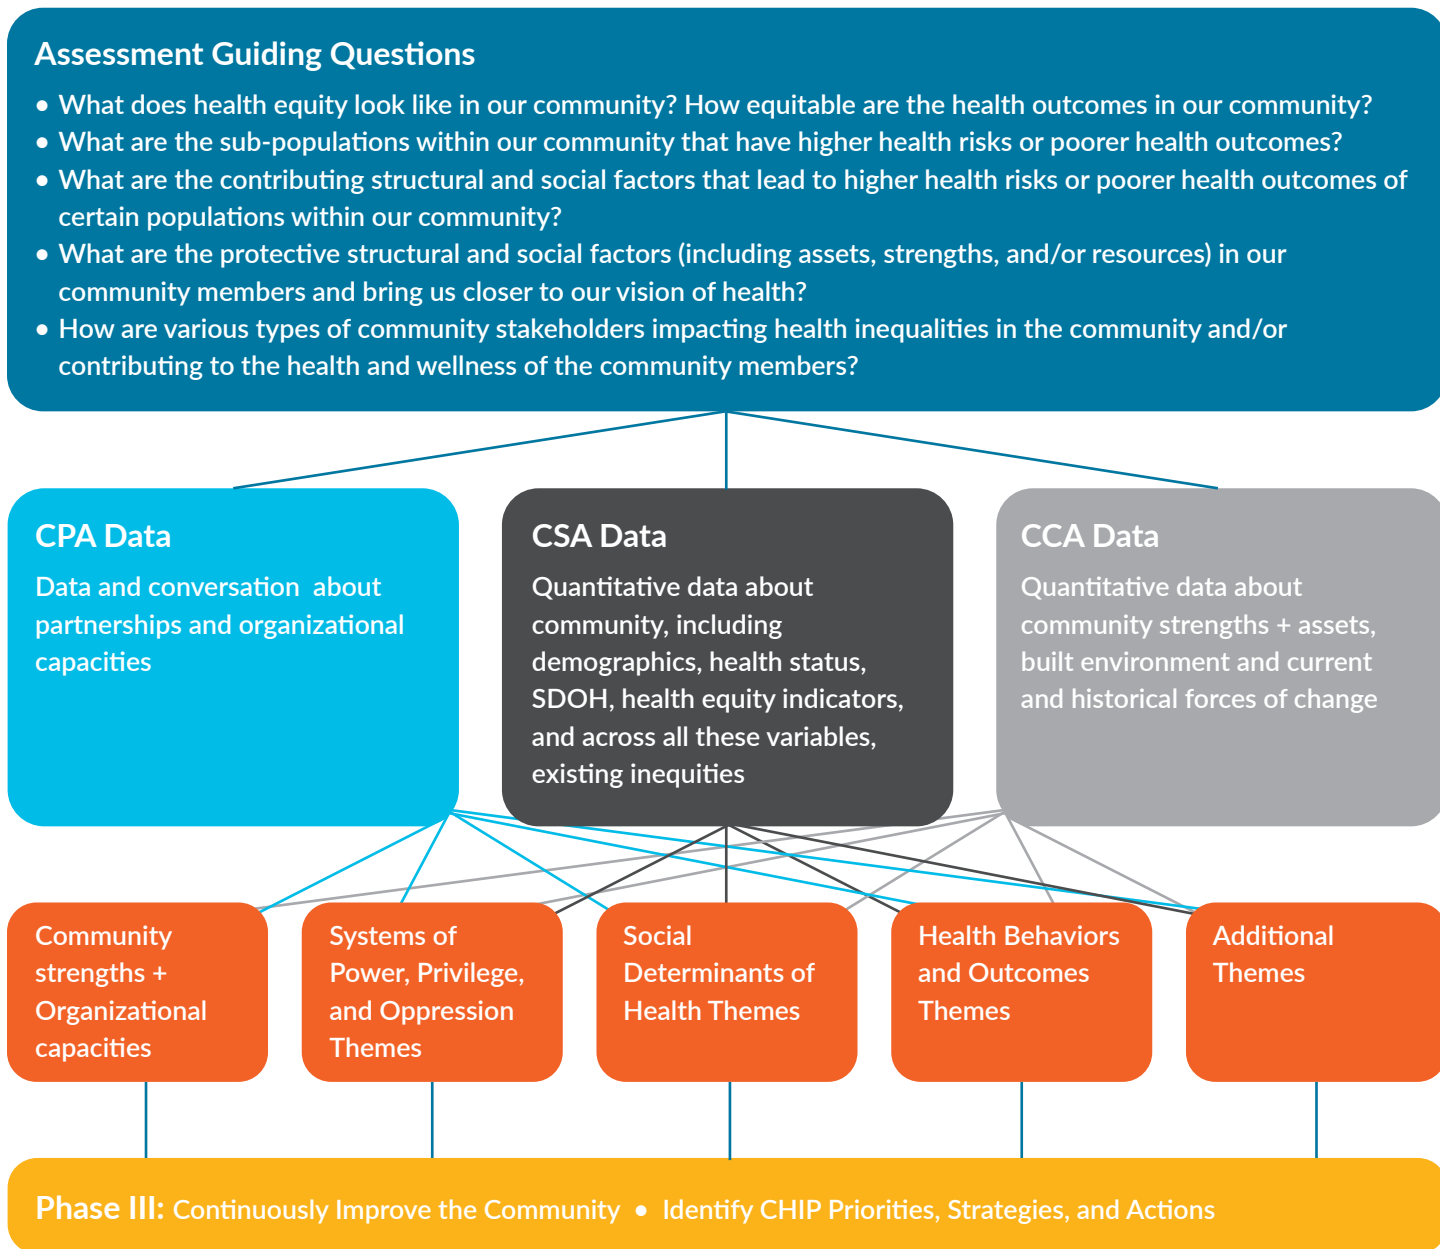 Assessment Guiding Questions
• What does health equity look like in our community? How equitable are the health outcomes in our community?
• What are the sub-populations within our community that have higher health risks or poorer health outcomes?
• What are the contributing structural and social factors that lead to higher health risks or poorer health outcomes of
certain populations within our community?
• What are the protective structural and social factors (including assets, strengths, and/or resources) in our
community members and bring us closer to our vision of health?
• How are various types of community stakeholders impacting health inequalities in the community and/or
contributing to the health and wellness of the community members?
CPA Data
Data and conversation about
partnerships and organizational
capacities
CSA Data
Quantitative data about
community, including
demographics, health status,
SDOH, health equity indicators,
and across all these variables,
existing inequities
CCA Data
Quantitative data about
community strengths + assets,
built environment and current
and historical forces of change
Community
strengths +
Organizational
capacities
Systems of
Power, Privilege,
and Oppression
Themes
Social
Determinants of
Health Themes
Health Behaviors
and Outcomes
Themes
Additional
Themes
Phase III: Continuously Improve the Community • Identify CHIP Priorities, Strategies, and Actions